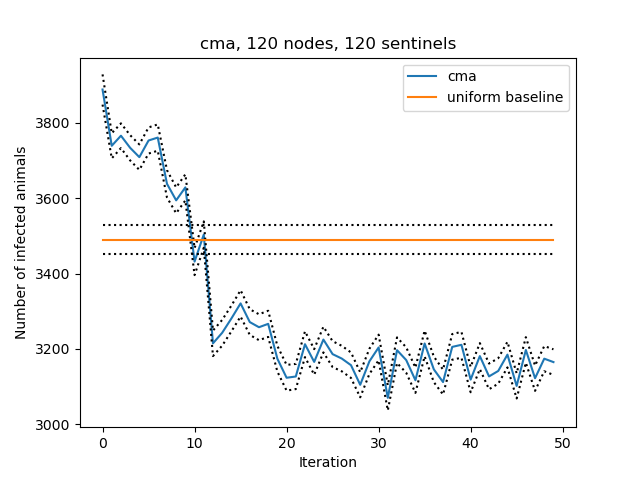 cma, 120 nodes, 120 sentinels
cma
uniform baseline
Number of infected animals
3800
3600
3400
3200
3000
0 10 20 30 40 50
Iteration